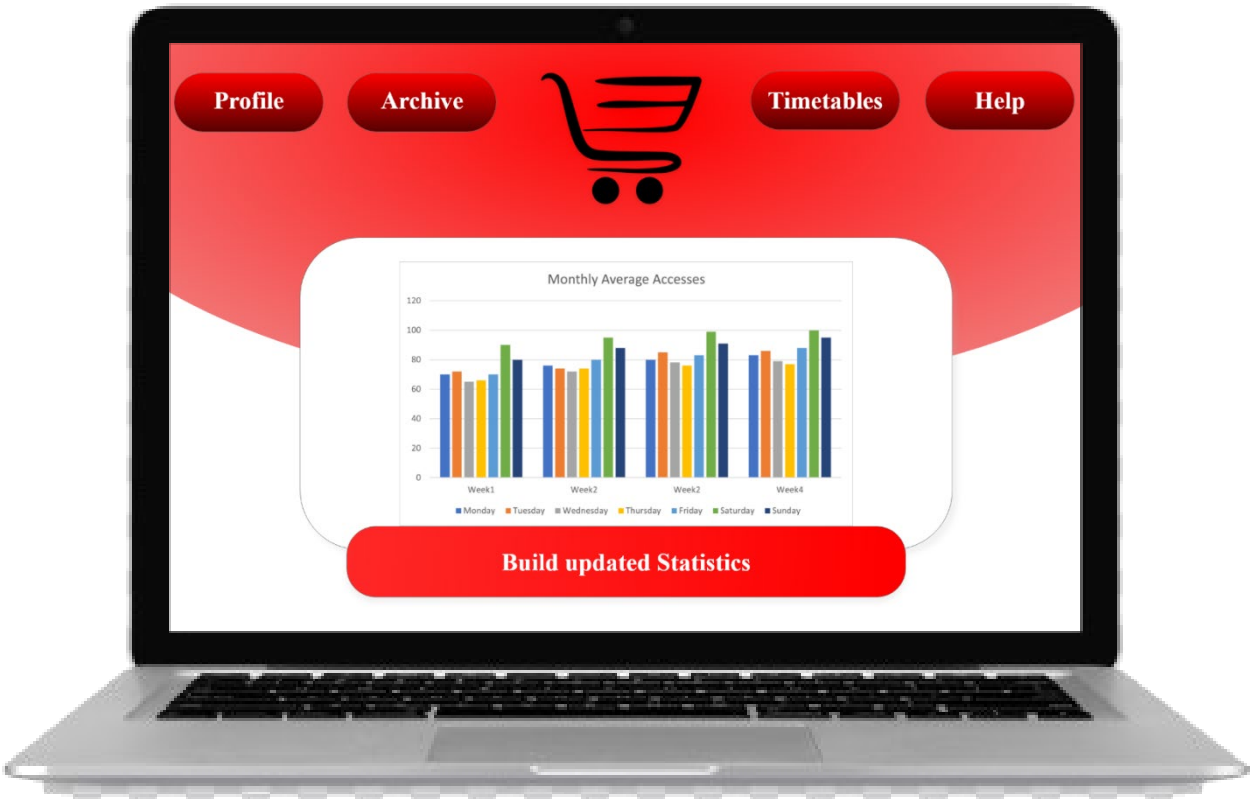 Profile
Archive
Timetables
Help
Monthly Average Accesses
120
100
80
60
40
20
0
Week1 Week2 Week2 Week4
Monday Tuesday Wednesday Thursday Friday Saturday Sunday
Build updated Statistics